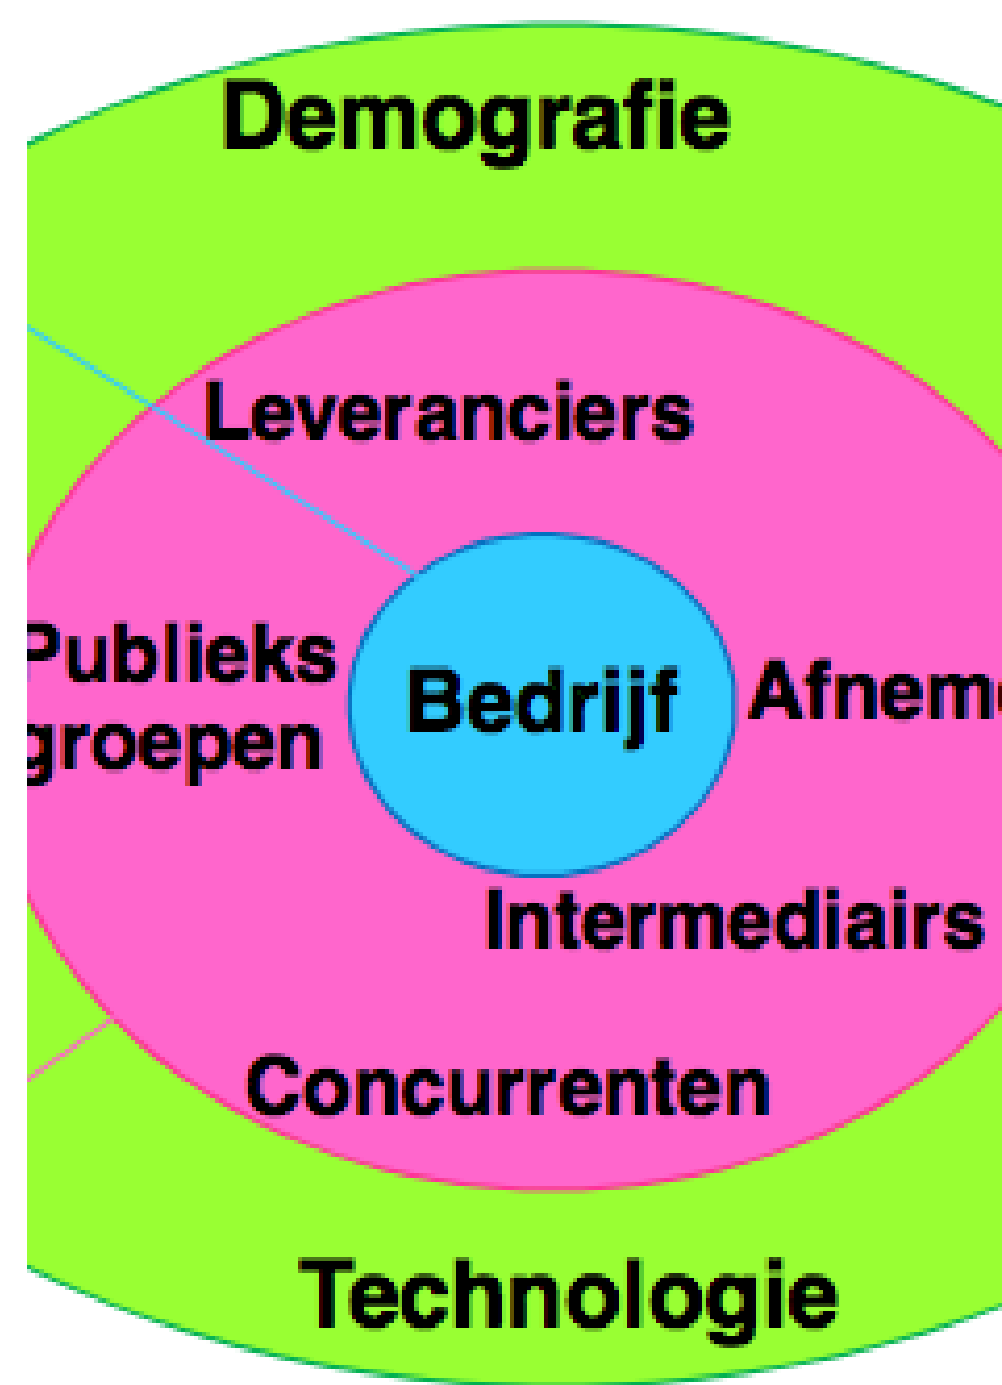 Demografie
Leveranciers
Publieks
groepen
Bedrijf
Intermediairs
Concurrenten
Technologie